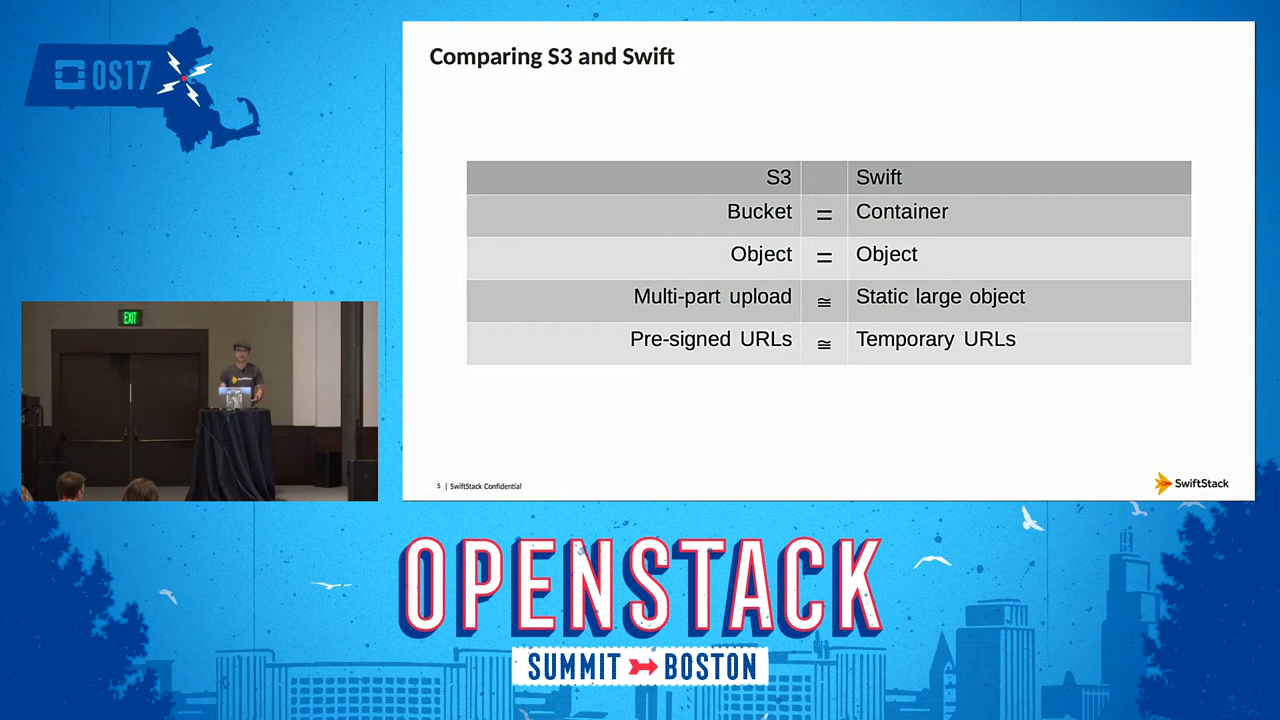 OS17
Comparing S3 and Swift
S3 Swift
Bucket = Container
Object = Object
Multi-part upload ≅ Static large object
Pre-signed URLs ≅ Temporary URLs
5 | SwiftStack Confidential
SwiftStack
EXIT
OPENSTACK
SUMMIT BOSTON